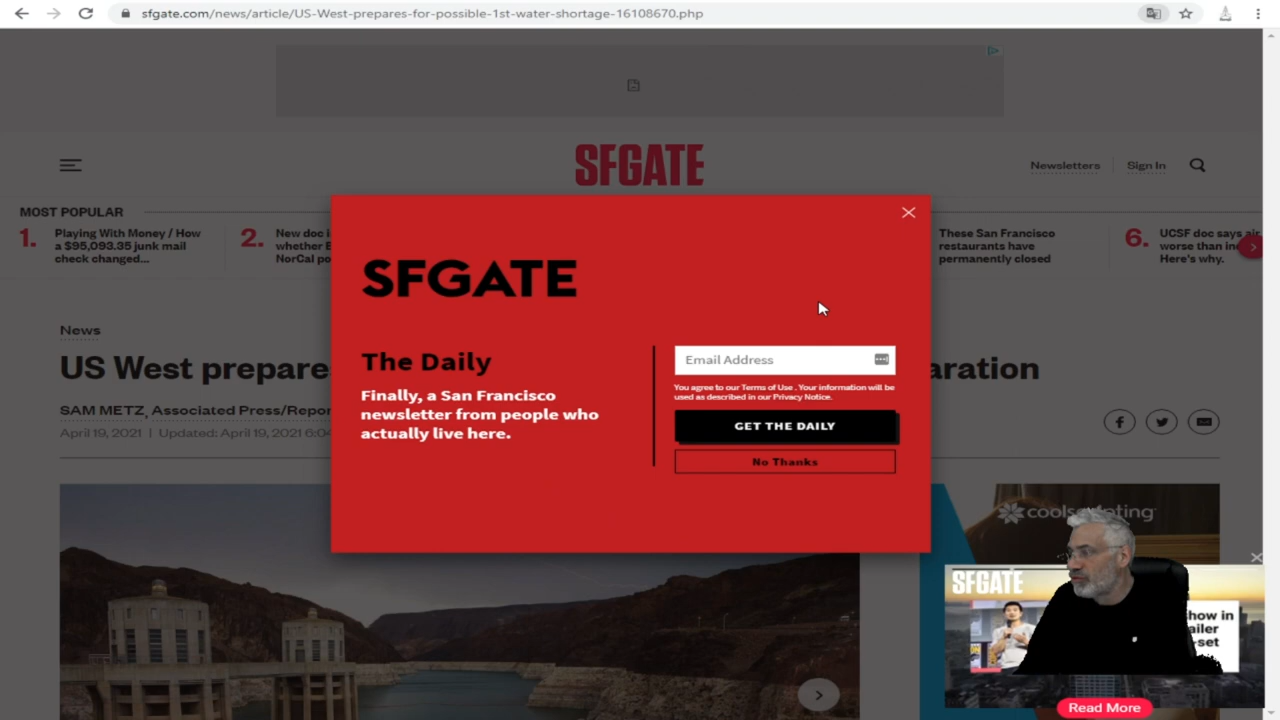 sfgate.com/news/article/US-West-prepares-for-possible-1st-water-shortage-16108670.php
SFGATE
Newsletters
Sign In
MOST POPULAR
1.
Playing With Money / How
a $95,093.35 junk mail
check changed...
2.
New doc
whether
NorCal
These San Francisco
restaurants have
permanently closed
6.
UCSF doc says air
worse than
Here's why.
SFGATE
The Daily
Finally, a San Francisco
newsletter from people who
actually live here.
Email Address
You agree to our Terms of Use . Your information will be
used as described in our Privacy Notice.
GET THE DAILY
No Thanks
News
US West prepare
aration
SAM METZ, Associated Press/Repor
April 19, 2021 | Updated: April 19, 2021 6:04
SFGATE
how in
ailer
-set
Read More